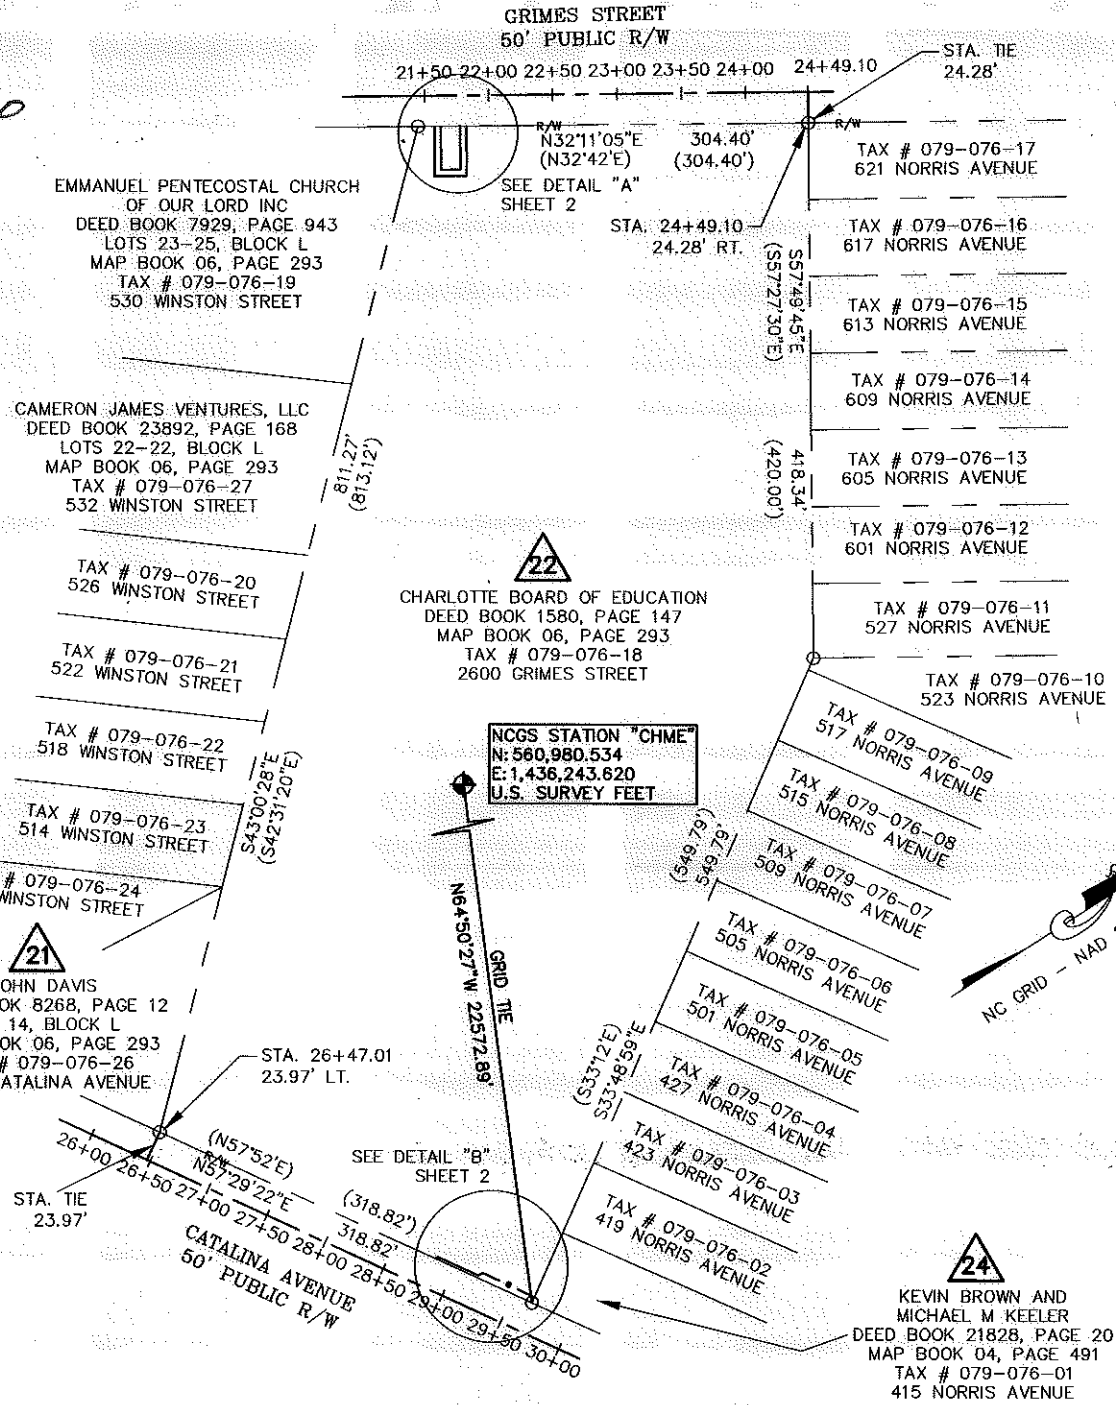 GRIMES STREET
50' PUBLIC R/W
21+50 22+00 22+50 23+00 23+50 24+00 24+49.10
STA. TIE
24.28'
R/W
N32°11'05"E 304.40'
(N32°42'E) (304.40')
R/W
SEE DETAIL "A"
SHEET 2
STA. 24+49.10
24.28' RT.
EMMANUEL PENTECOSTAL CHURCH
OF OUR LORD INC
DEED BOOK 7929, PAGE 943
LOTS 23-25, BLOCK L
MAP BOOK 06, PAGE 293
TAX # 079-076-19
530 WINSTON STREET
CAMERON JAMES VENTURES, LLC
DEED BOOK 23892, PAGE 168
LOTS 22-22, BLOCK L
MAP BOOK 06, PAGE 293
TAX # 079-076-27
532 WINSTON STREET
TAX # 079-076-20
526 WINSTON STREET
TAX # 079-076-21
522 WINSTON STREET
TAX # 079-076-22
518 WINSTON STREET
TAX # 079-076-23
514 WINSTON STREET
# 079-076-24
WINSTON STREET
811.27'
(813.12')
S43°00'28"E
(S42°31'20"E)
S57°49'45"E
(S57°27'30"E)
418.34'
(420.00')
TAX # 079-076-17
621 NORRIS AVENUE
TAX # 079-076-16
617 NORRIS AVENUE
TAX # 079-076-15
613 NORRIS AVENUE
TAX # 079-076-14
609 NORRIS AVENUE
TAX # 079-076-13
605 NORRIS AVENUE
TAX # 079-076-12
601 NORRIS AVENUE
TAX # 079-076-11
527 NORRIS AVENUE
TAX # 079-076-10
523 NORRIS AVENUE
TAX # 079-076-09
517 NORRIS AVENUE
TAX # 079-076-08
515 NORRIS AVENUE
TAX # 079-076-07
509 NORRIS AVENUE
TAX # 079-076-06
505 NORRIS AVENUE
TAX # 079-076-05
501 NORRIS AVENUE
TAX # 079-076-04
427 NORRIS AVENUE
TAX # 079-076-03
423 NORRIS AVENUE
TAX # 079-076-02
419 NORRIS AVENUE
22
CHARLOTTE BOARD OF EDUCATION
DEED BOOK 1580, PAGE 147
MAP BOOK 06, PAGE 293
TAX # 079-076-18
2600 GRIMES STREET
NCGS STATION "CHME"
N: 560,980.534
E: 1,436,243.620
U.S. SURVEY FEET
GRID TIE
N64°50'27"W 22572.89'
(549.79')
549.79'
(S33°12'E)
S33°48'59"E
NC GRID - NAD
21
OHN DAVIS
OOK 8268, PAGE 12
14, BLOCK L
OOK 06, PAGE 293
# 079-076-26
ATALINA AVENUE
STA. 26+47.01
23.97' LT.
STA. TIE
23.97'
(N57°52'E)
R/W
N57°29'22"E
(318.82')
318.82'
SEE DETAIL "B"
SHEET 2
26+00 26+50 27+00 27+50 28+00 28+50 29+00 29+50 30+00
CATALINA AVENUE
50' PUBLIC R/W
24
KEVIN BROWN AND
MICHAEL M KEELER
DEED BOOK 21828, PAGE 20
MAP BOOK 04, PAGE 491
TAX # 079-076-01
415 NORRIS AVENUE